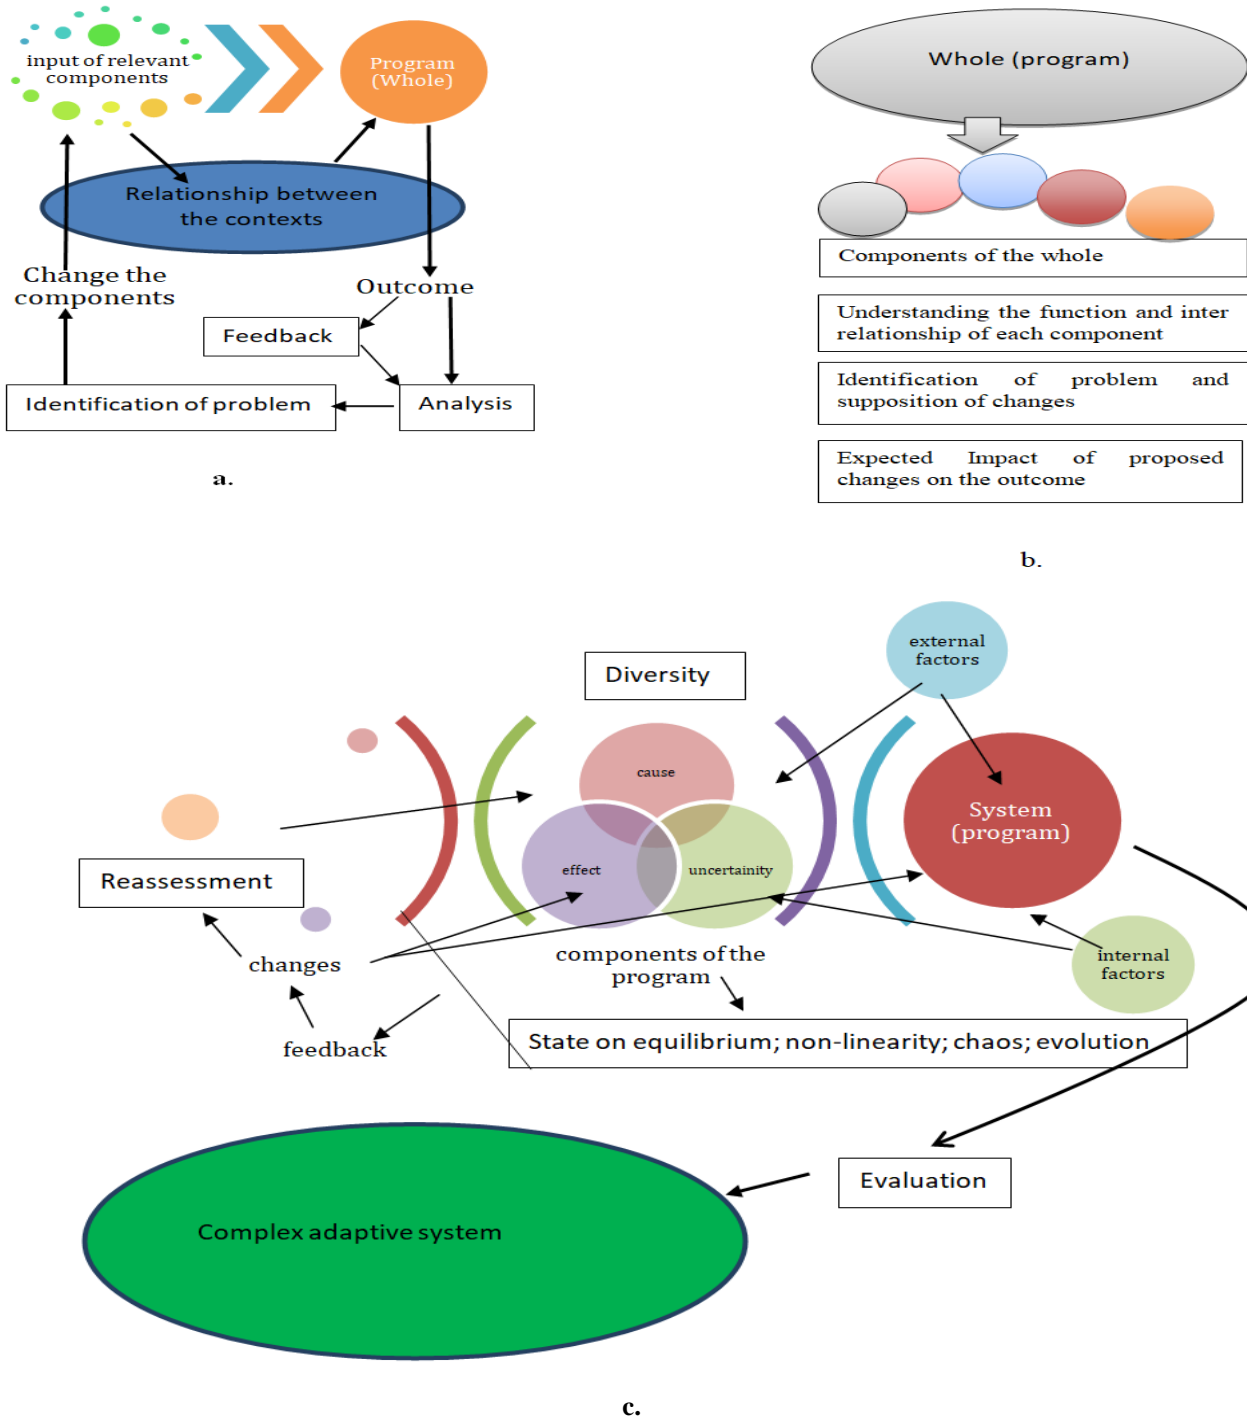 input of relevant
components
Program
(Whole)
Relationship between
the contexts
Change the
components
Outcome
Feedback
Identification of problem
Analysis
a.
Whole (program)
Components of the whole
Understanding the function and inter
relationship of each component
Identification of problem and
supposition of changes
Expected Impact of proposed
changes on the outcome
b.
external
factors
Diversity
cause
System
(program)
effect
uncertainity
Reassessment
components of the
program
changes
internal
factors
feedback
State on equilibrium; non-linearity; chaos; evolution
Evaluation
Complex adaptive system
c.